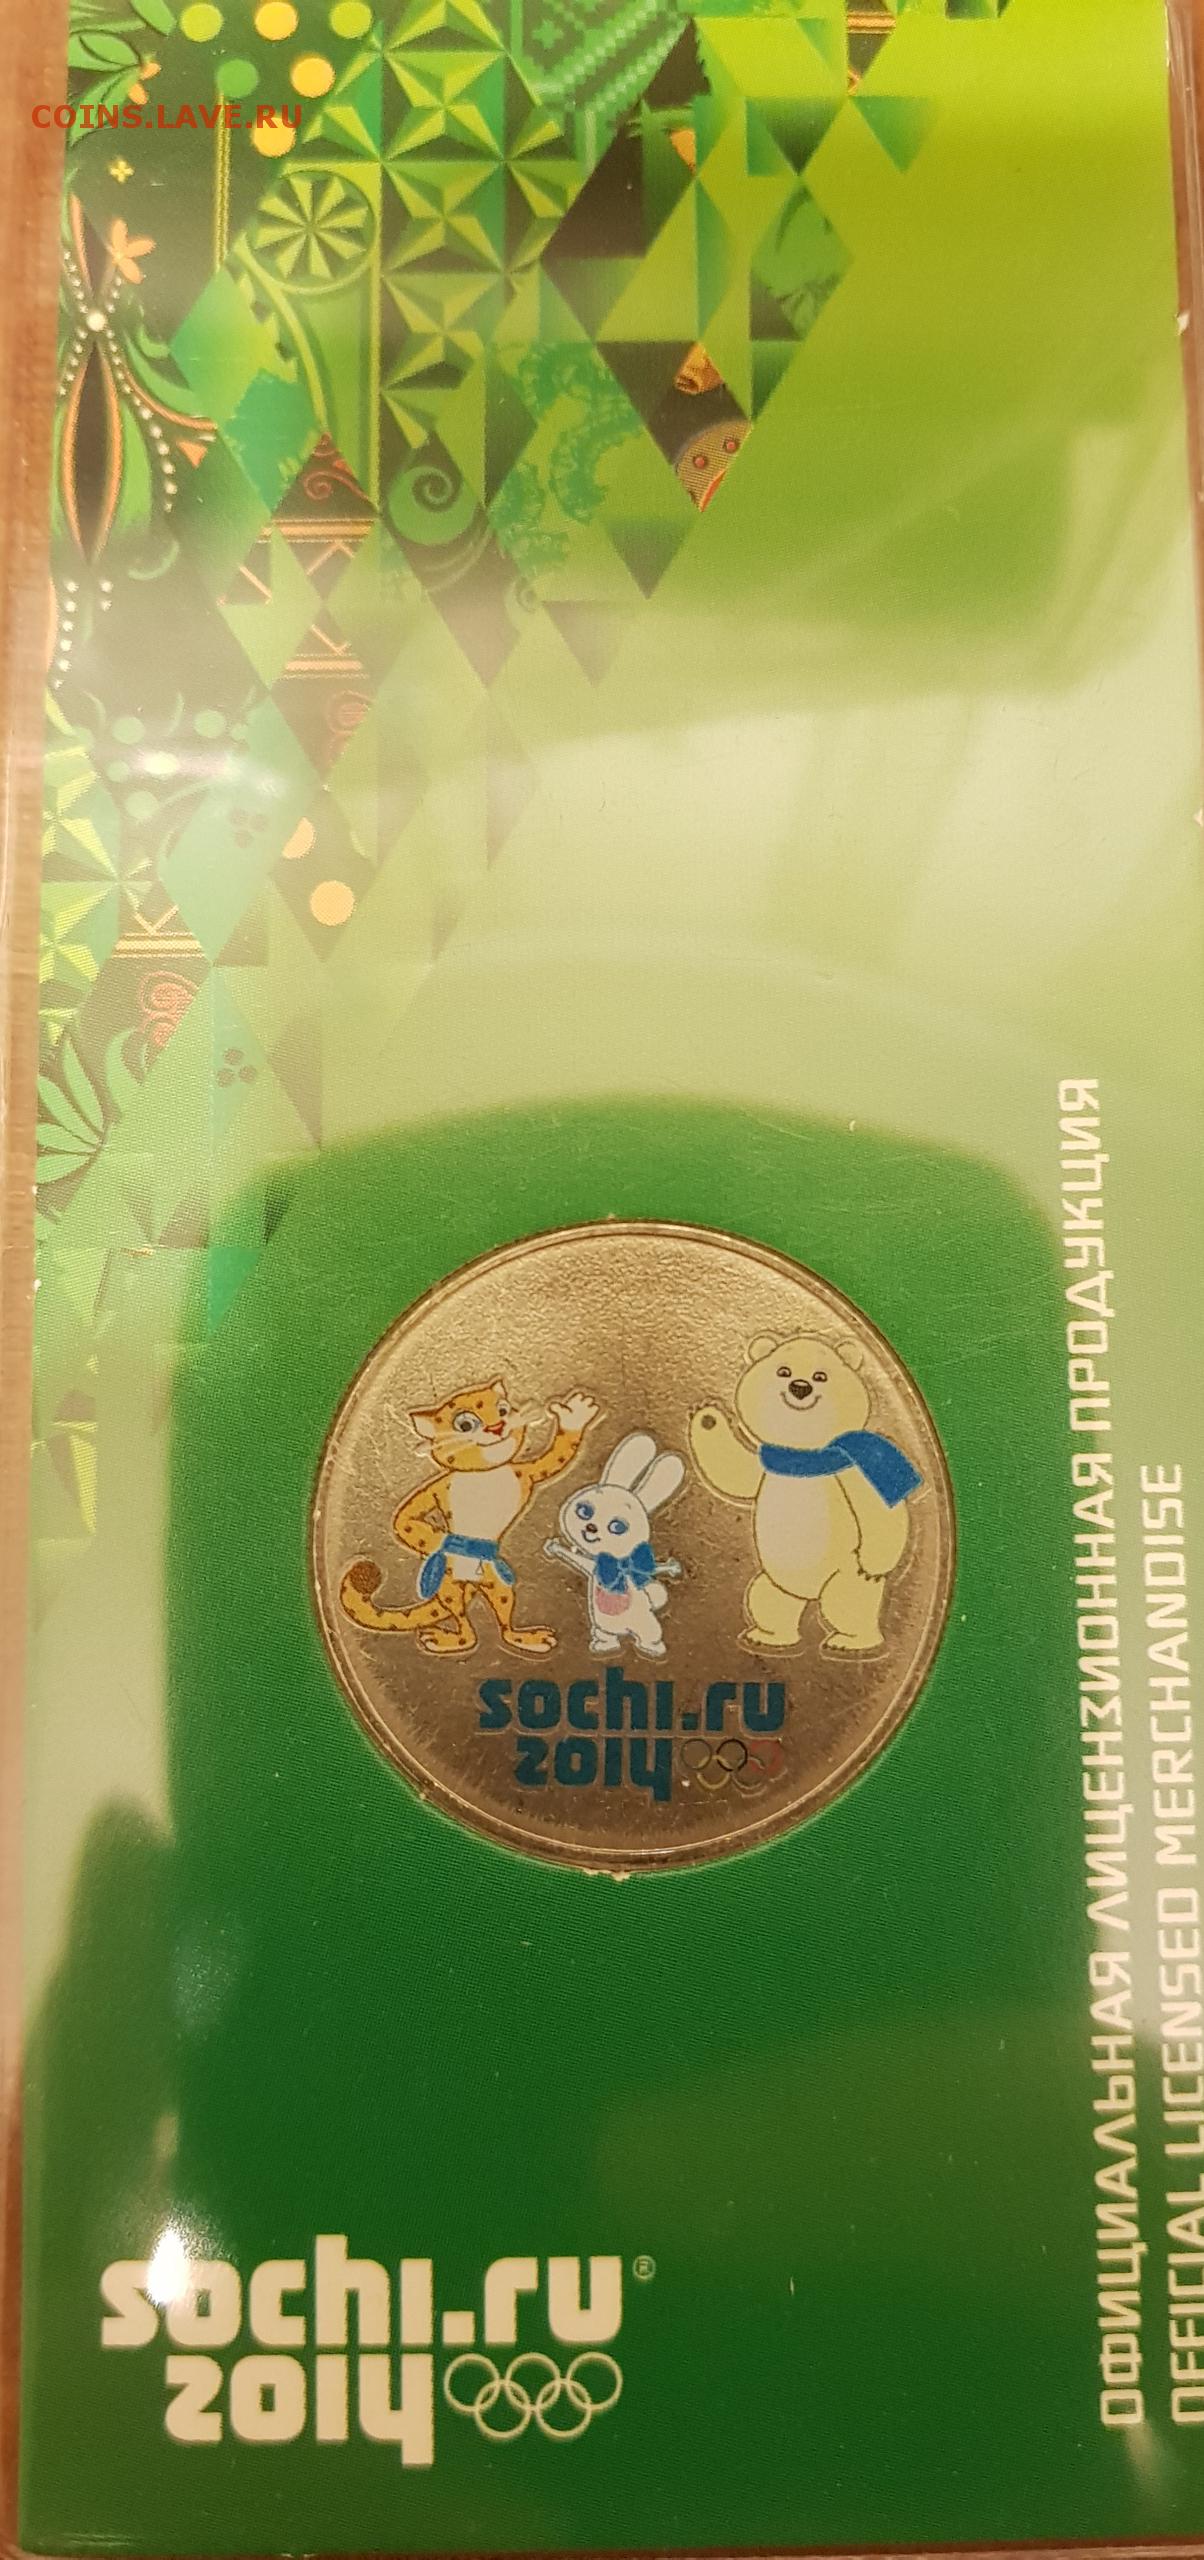 COINS.LAVE.RU
sochi.ru
2014
sochi.ru®
2014
ОФИЦИАЛЬНАЯ ЛИЦЕНЗИОННАЯ ПРОДУКЦИЯ
OFFICIAL LICENSED MERCHANDISE